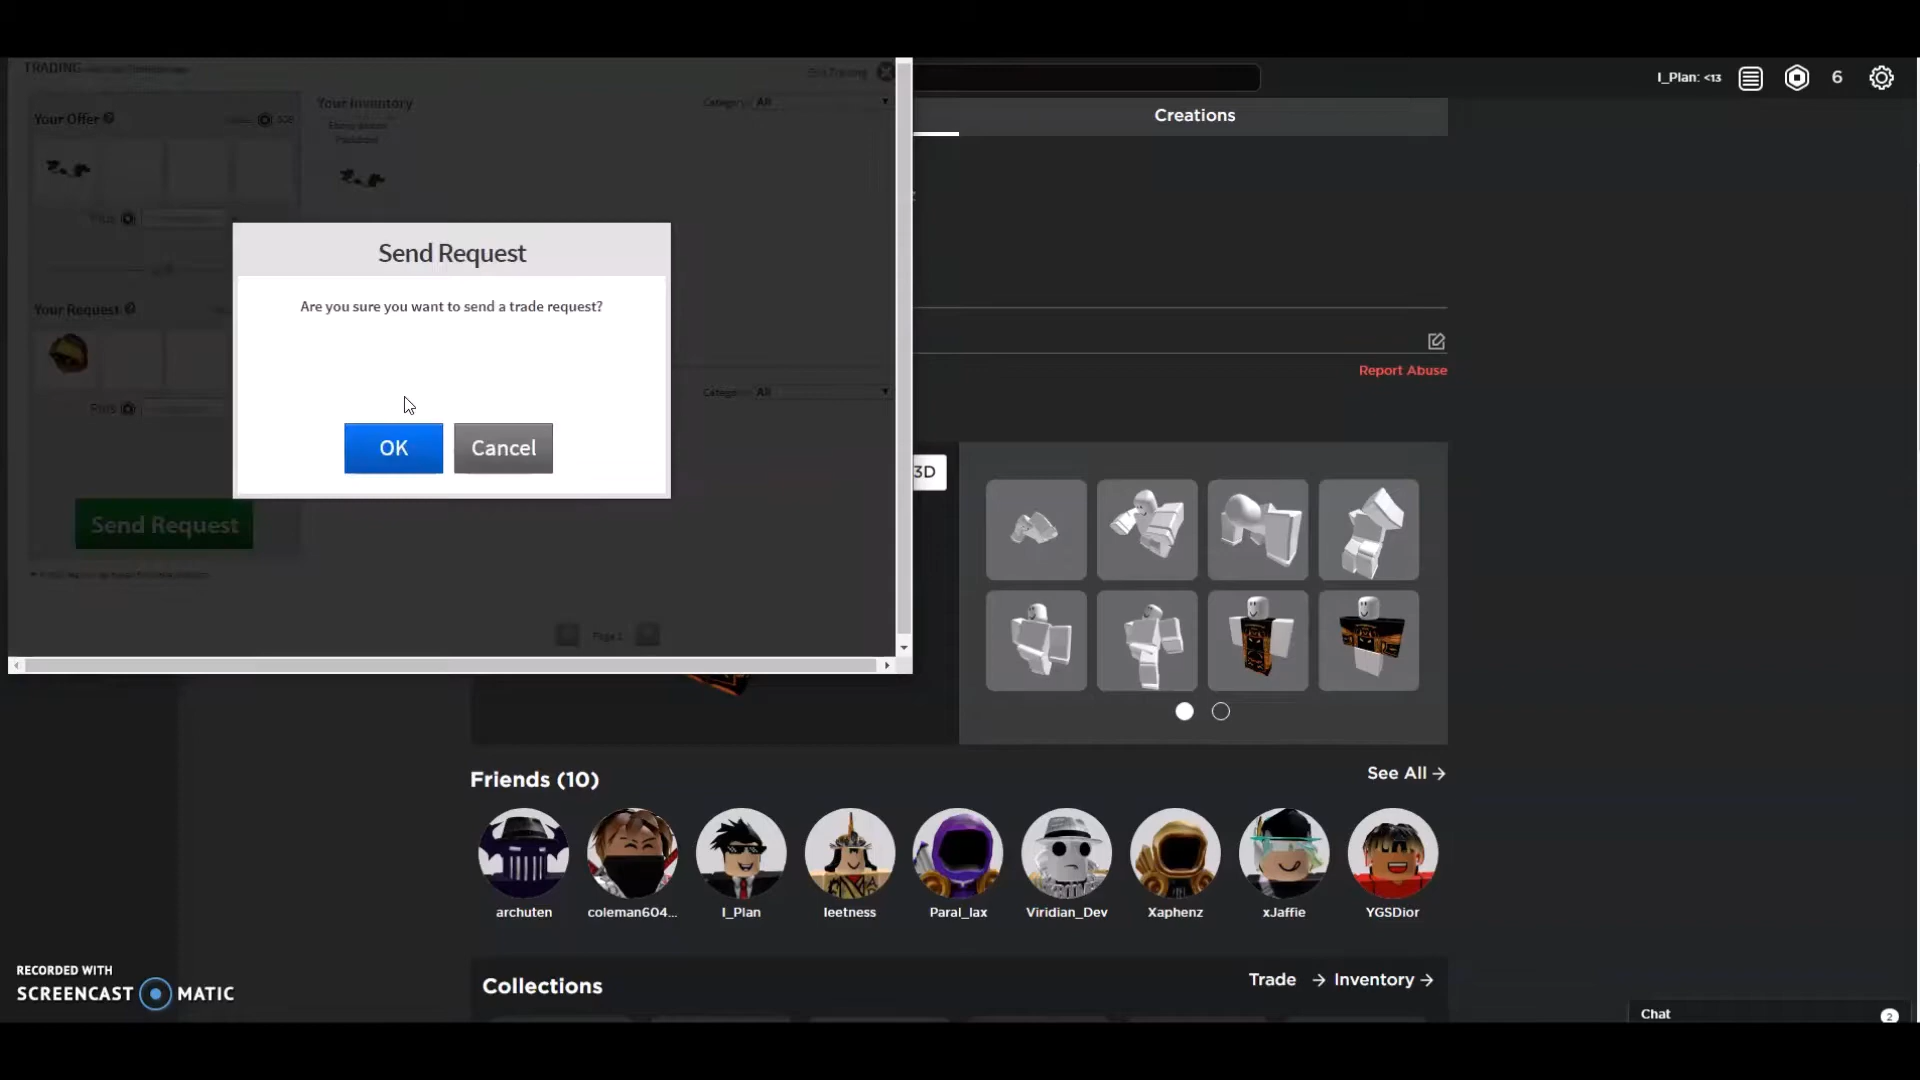 TRADING
I_Plan: <13
6
Creations
Your Offer
Your Inventory
Category: All
Plus
Send Request
Are you sure you want to send a trade request?
OK
Cancel
Your Request
Plus
Category: All
Send Request
Report Abuse
3D
Friends (10)
See All
archuten
coleman604...
I_Plan
leetness
Paral_lax
Viridian_Dev
Xaphenz
xJaffie
YGSDior
Collections
Trade
Inventory
RECORDED WITH
SCREENCAST MATIC
Chat
2